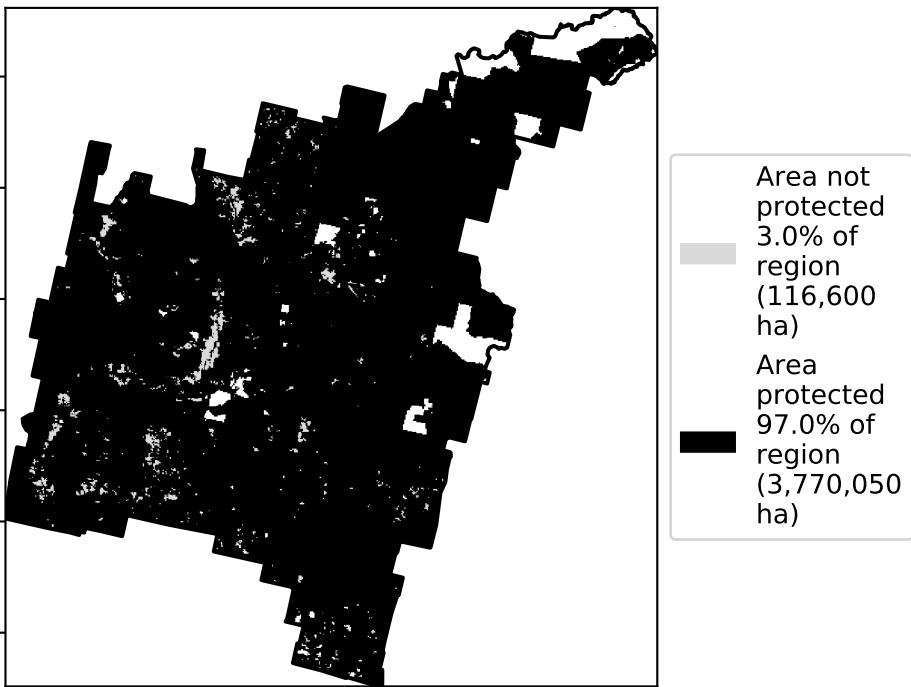 Area not
protected
3.0% of
region
(116,600
ha)
Area
protected
97.0% of
region
(3,770,050
ha)